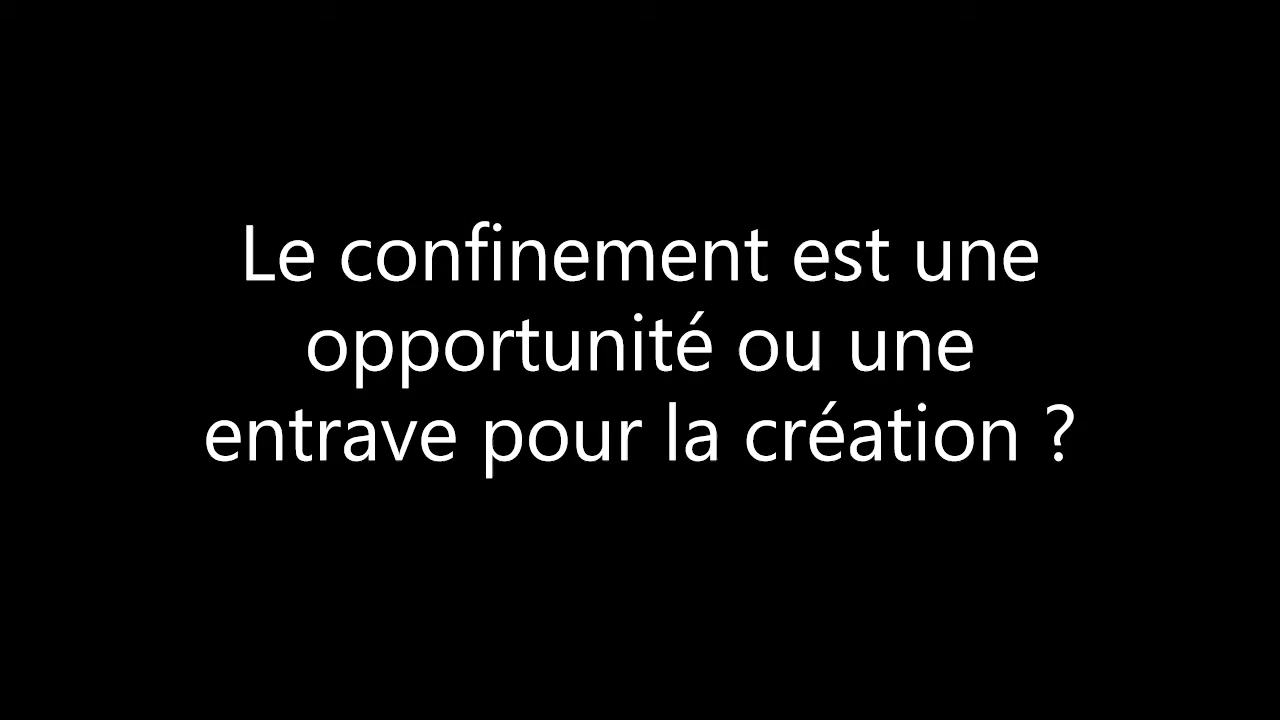 Le confinement est une
opportunité ou une
entrave pour la création ?